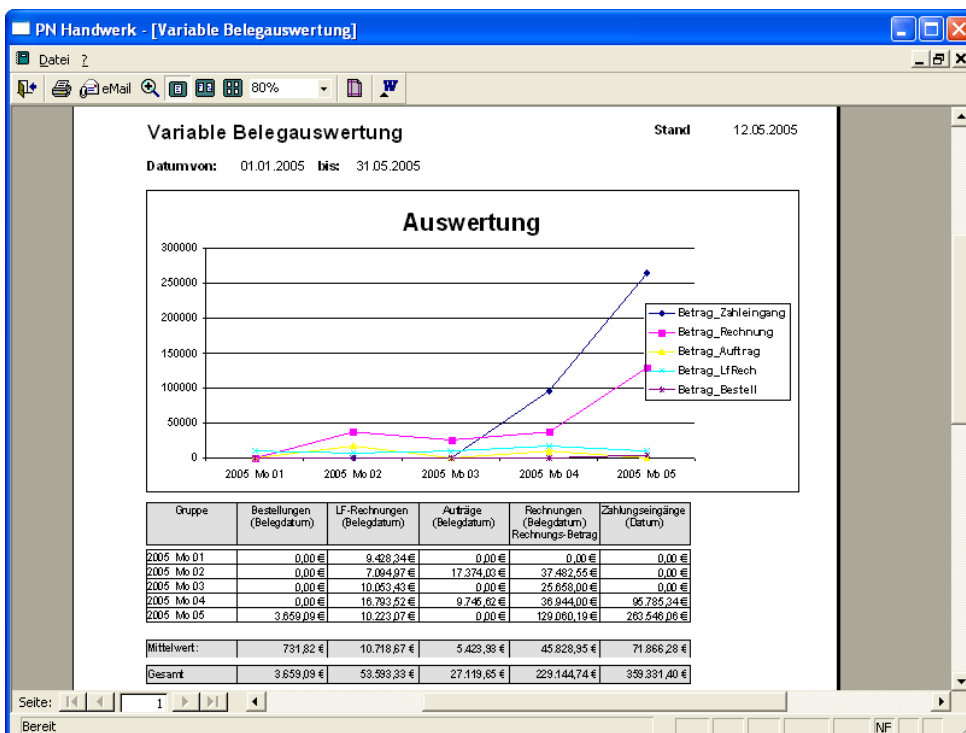 PN Handwerk - [Variable Belegauswertung]
Datei ?
eMail 80% W
Variable Belegauswertung Stand 12.05.2005
Datum von: 01.01.2005 bis: 31.05.2005
Auswertung
300000
250000
200000
150000
100000
50000
0
2005 Mo 01 2005 Mo 02 2005 Mo 03 2005 Mo 04 2005 Mo 05
Betrag_Zahleingang
Betrag_Rechnung
Betrag_Auftrag
Betrag_LfRech
Betrag_Bestell
Gruppe Bestellungen LF-Rechnungen Aufträge Rechnungen Zahlungseingänge
(Belegdatum) (Belegdatum) (Belegdatum) (Belegdatum) (Datum)
Rechnungs-Betrag
2005 Mo 01 0,00 € 9.428,34 € 0,00 € 0,00 € 0,00 €
2005 Mo 02 0,00 € 7.094,97 € 17.374,03 € 37.482,55 € 0,00 €
2005 Mo 03 0,00 € 10.053,43 € 0,00 € 25.658,00 € 0,00 €
2005 Mo 04 0,00 € 16.793,52 € 9.745,62 € 36.944,00 € 95.785,34 €
2005 Mo 05 3.659,09 € 10.223,07 € 0,00 € 129.060,19 € 263.546,06 €
Mittelwert: 731,82 € 10.718,67 € 5.423,93 € 45.828,95 € 71.866,28 €
Gesamt 3.659,09 € 53.593,33 € 27.119,65 € 229.144,74 € 359.331,40 €
Seite: 1
Bereit NF